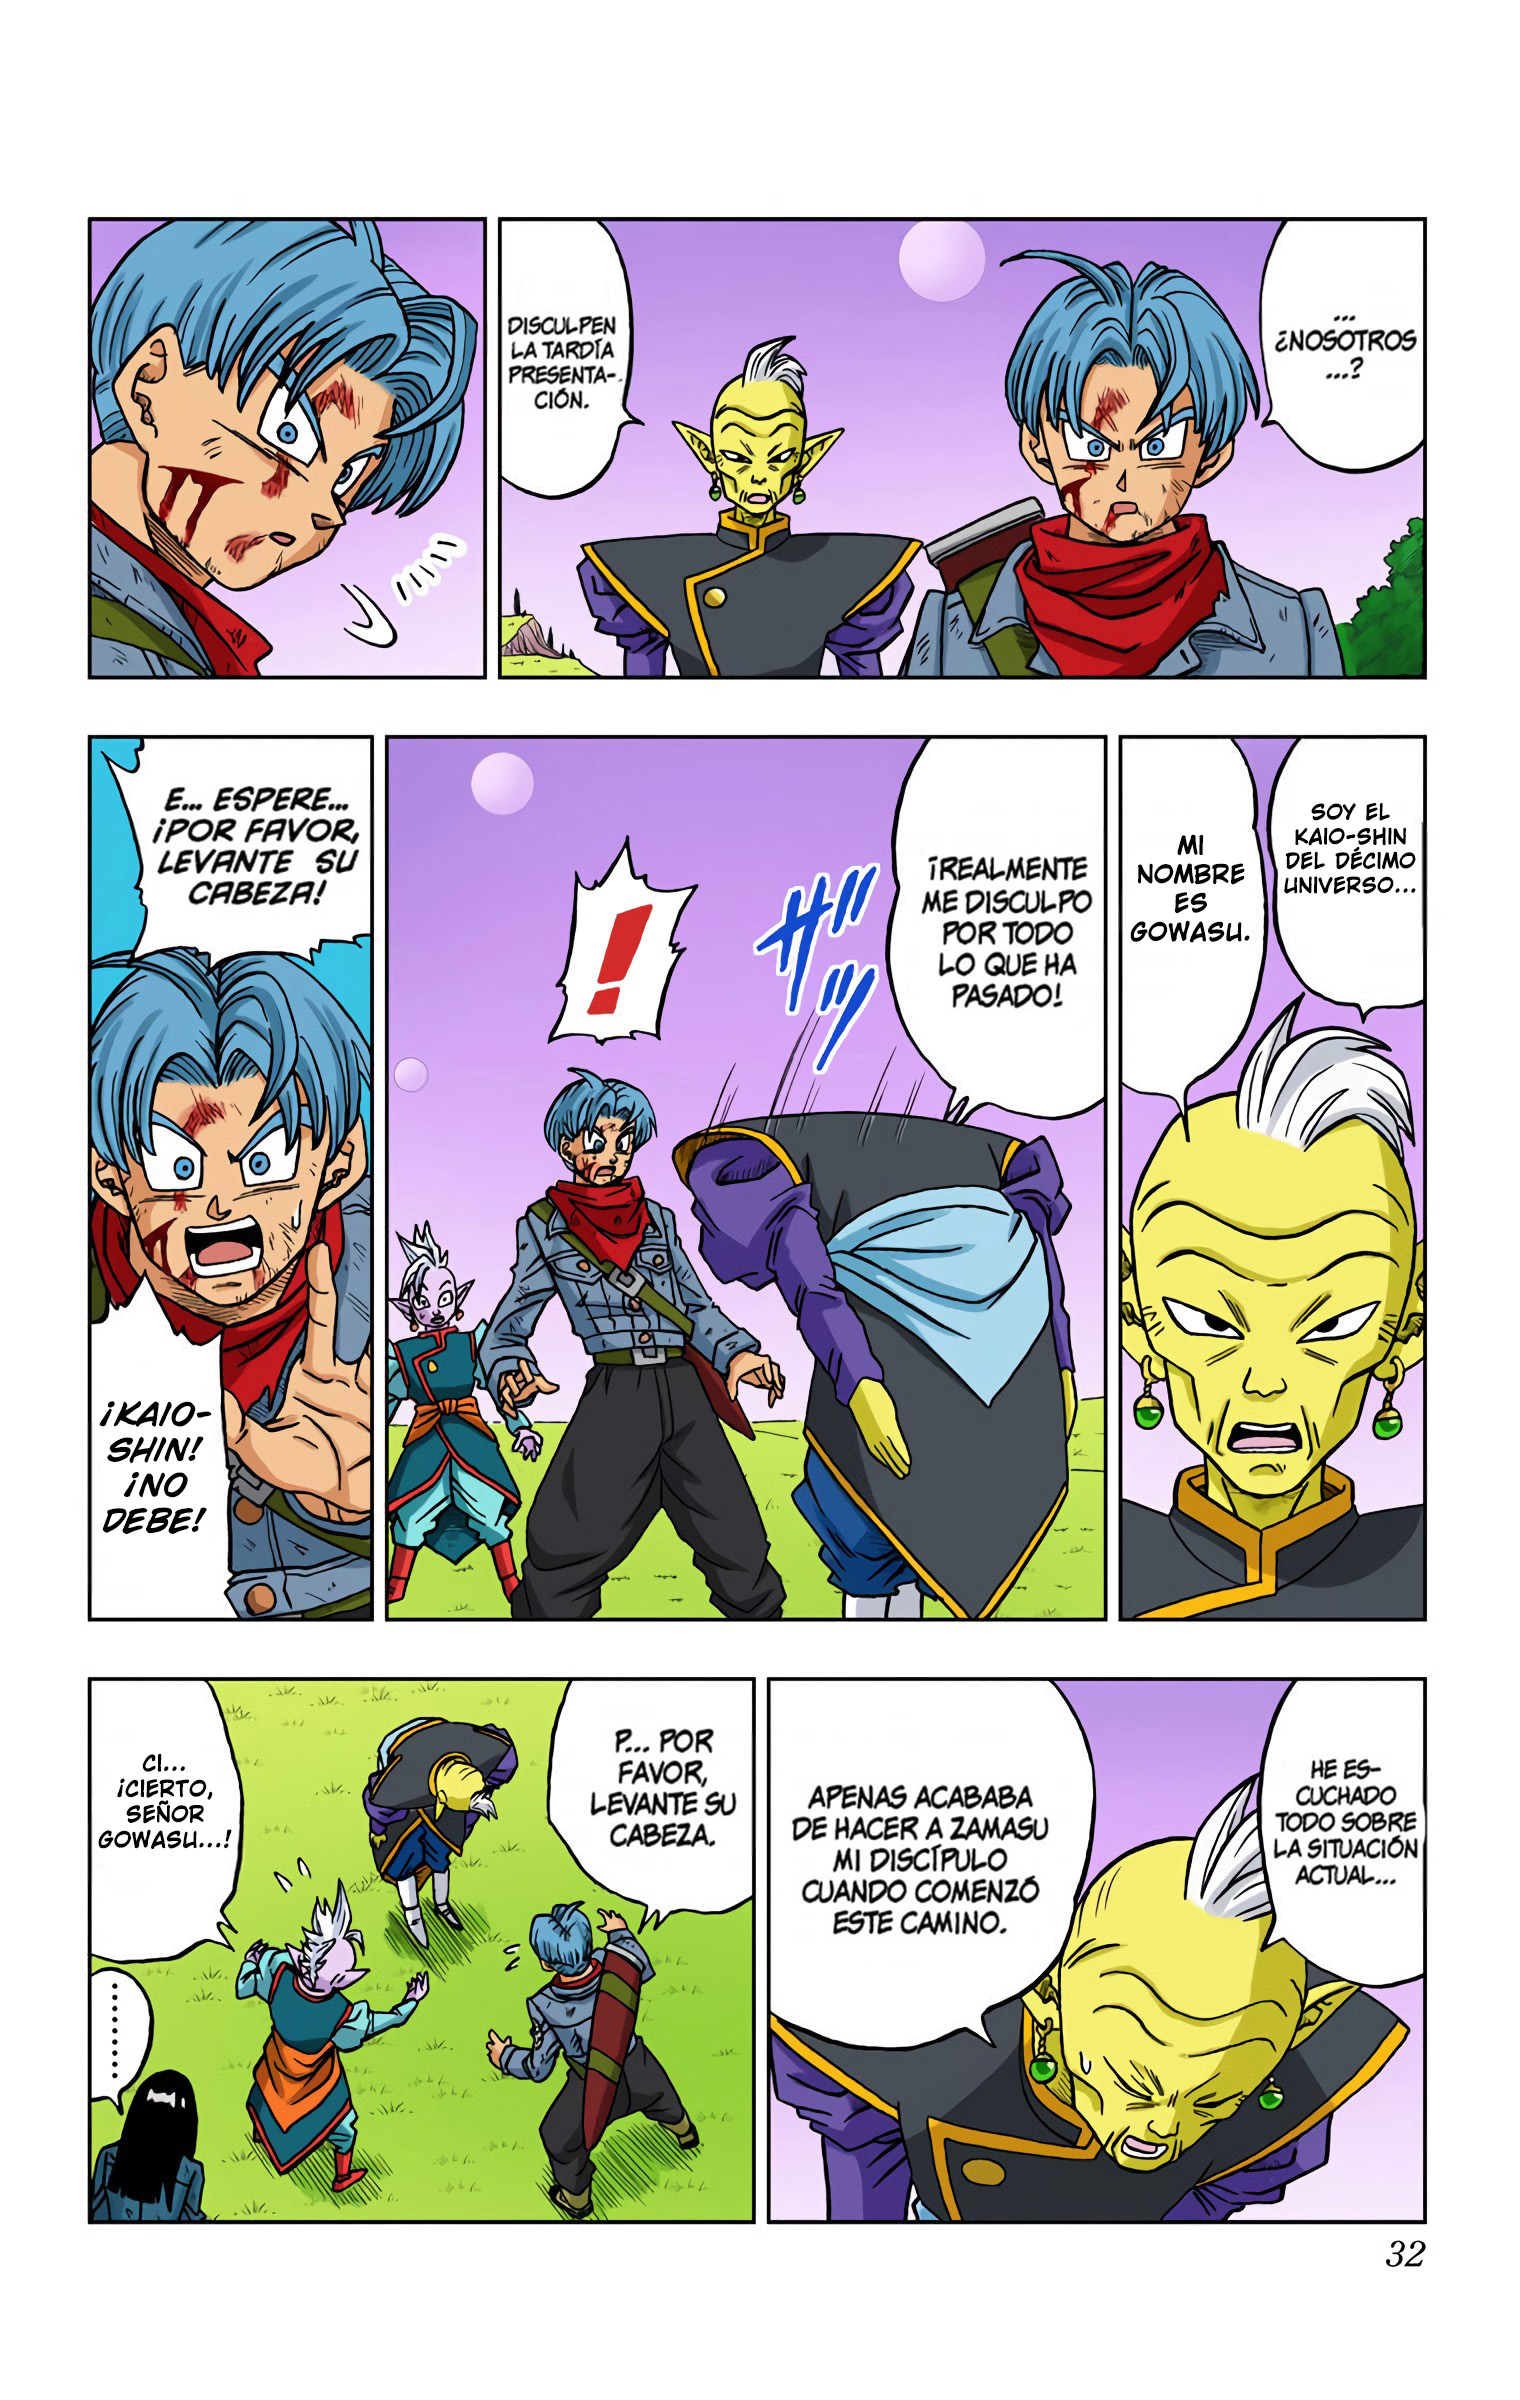 ...
¿NOSOTROS
...?
DISCULPEN
LA TARDÍA
PRESENTA-
CIÓN.
SOY EL
KAIO-SHIN
DEL DÉCIMO
UNIVERSO...
MI
NOMBRE
ES
GOWASU.
¡REALMENTE
ME DISCULPO
POR TODO
LO QUE HA
PASADO!
ザッ
!
E... ESPERE...
¡POR FAVOR,
LEVANTE SU
CABEZA!
¡KAIO-
SHIN!
¡NO
DEBE!
HE ES-
CUCHADO
TODO SOBRE
LA SITUACIÓN
ACTUAL...
APENAS ACABABA
DE HACER A ZAMASU
MI DISCÍPULO
CUANDO COMENZÓ
ESTE CAMINO.
P... POR
FAVOR,
LEVANTE SU
CABEZA.
CI...
¡CIERTO,
SEÑOR
GOWASU...!
.........
32